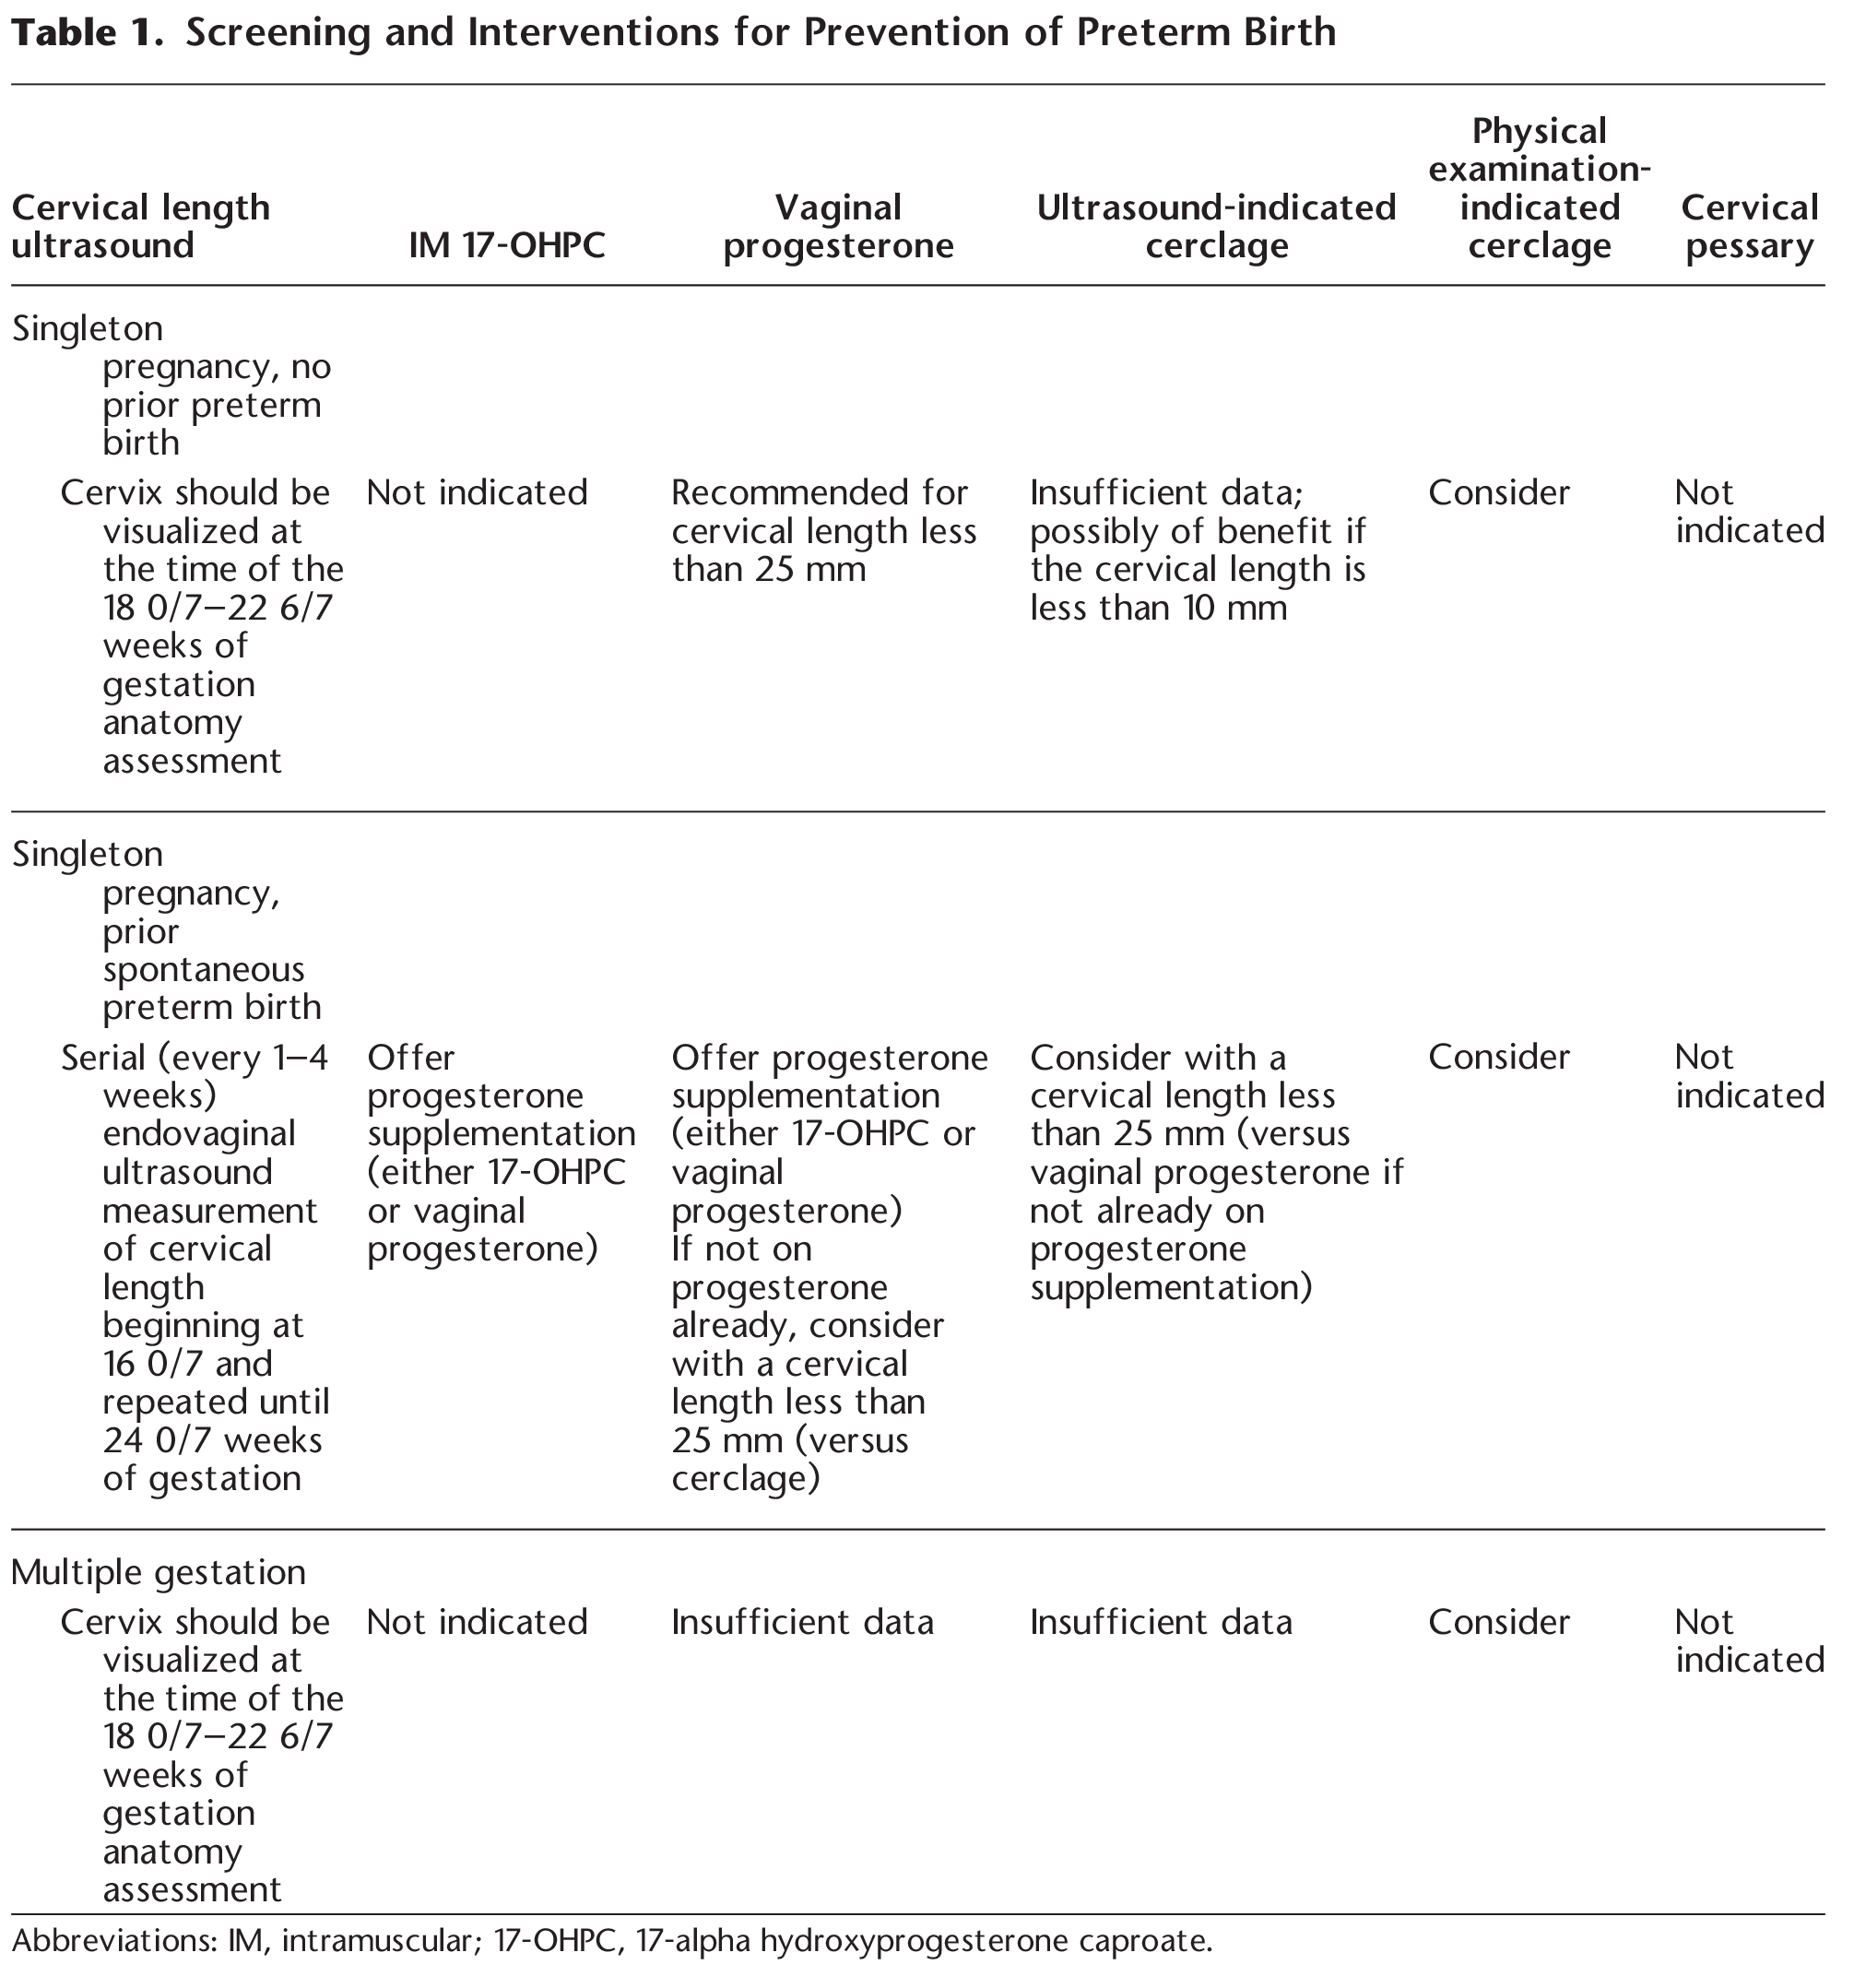 Table 1. Screening and Interventions for Prevention of Preterm Birth
Cervical length
ultrasound
IM 17-OHPC
Vaginal
progesterone
Ultrasound-indicated
cerclage
Physical
examination-
indicated
cerclage
Cervical
pessary
Singleton
pregnancy, no
prior preterm
birth
Cervix should be
visualized at
the time of the
18 0/7–22 6/7
weeks of
gestation
anatomy
assessment
Not indicated
Recommended for
cervical length less
than 25 mm
Insufficient data;
possibly of benefit if
the cervical length is
less than 10 mm
Consider
Not
indicated
Singleton
pregnancy,
prior
spontaneous
preterm birth
Serial (every 1–4
weeks)
endovaginal
ultrasound
measurement
of cervical
length
beginning at
16 0/7 and
repeated until
24 0/7 weeks
of gestation
Offer
progesterone
supplementation
(either 17-OHPC
or vaginal
progesterone)
Offer progesterone
supplementation
(either 17-OHPC or
vaginal
progesterone)
If not on
progesterone
already, consider
with a cervical
length less than
25 mm (versus
cerclage)
Consider with a
cervical length less
than 25 mm (versus
vaginal progesterone if
not already on
progesterone
supplementation)
Consider
Not
indicated
Multiple gestation
Cervix should be
visualized at
the time of the
18 0/7–22 6/7
weeks of
gestation
anatomy
assessment
Not indicated
Insufficient data
Insufficient data
Consider
Not
indicated
Abbreviations: IM, intramuscular; 17-OHPC, 17-alpha hydroxyprogesterone caproate.